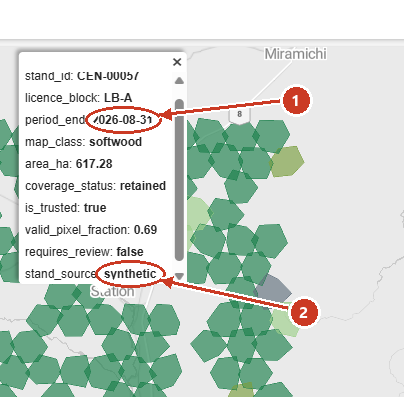 Miramichi
×
stand_id: CEN-00057
licence_block: LB-A
1
period_end: 2026-08-31
8
map_class: softwood
area_ha: 617.28
coverage_status: retained
is_trusted: true
valid_pixel_fraction: 0.69
requires_review: false
stand_source: synthetic
Station
2